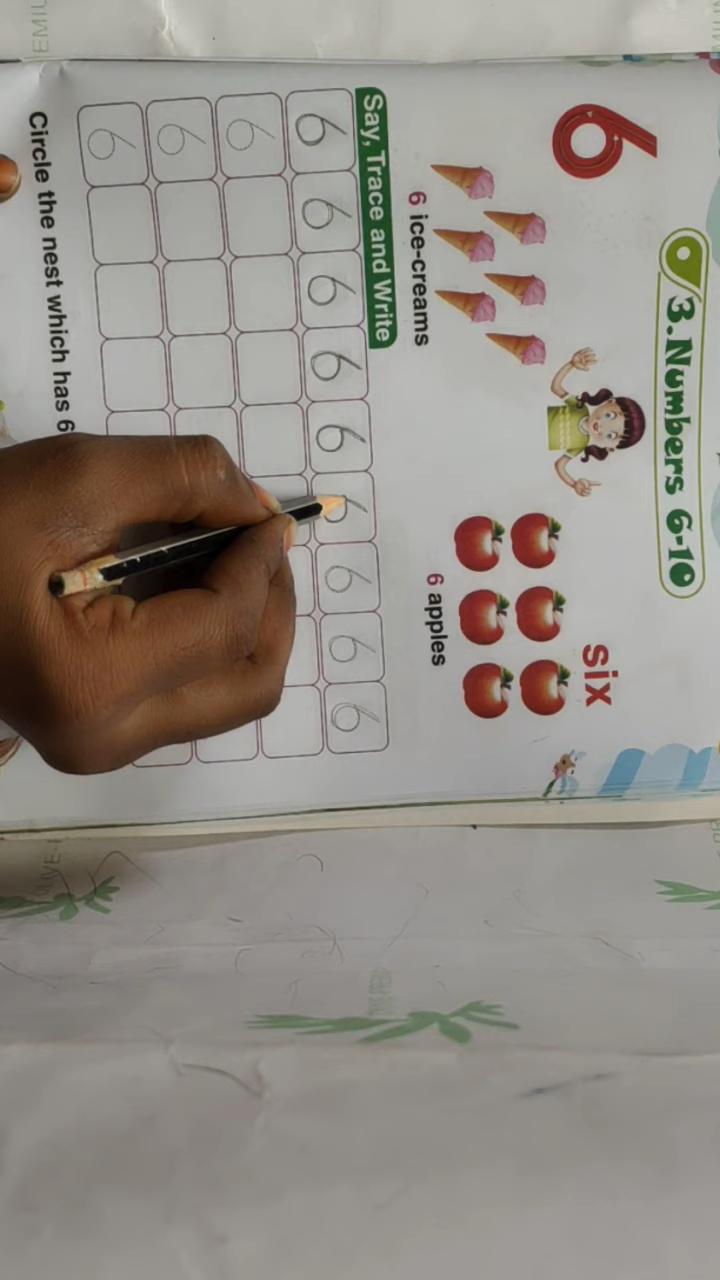 3.Numbers 6-10
6
six
6 ice-creams
6 apples
Say, Trace and Write
6 6 6 6 6 6 6 6 6
6
6
6
Circle the nest which has 6